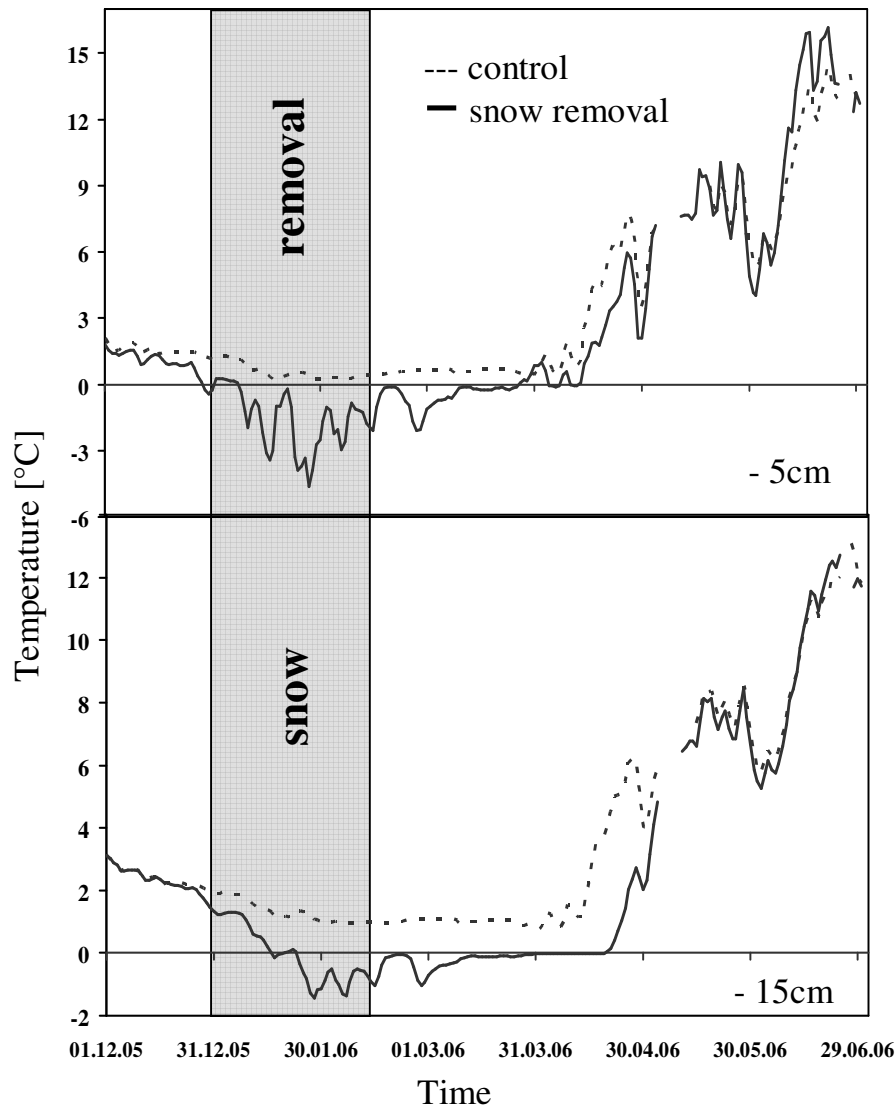 15
12
9
6
3
0
-3
-6
control
snow removal
removal
- 5cm
Temperature [°C]
12
10
8
6
4
2
0
-2
snow
- 15cm
01.12.05 31.12.05 30.01.06 01.03.06 31.03.06 30.04.06 30.05.06 29.06.06
Time